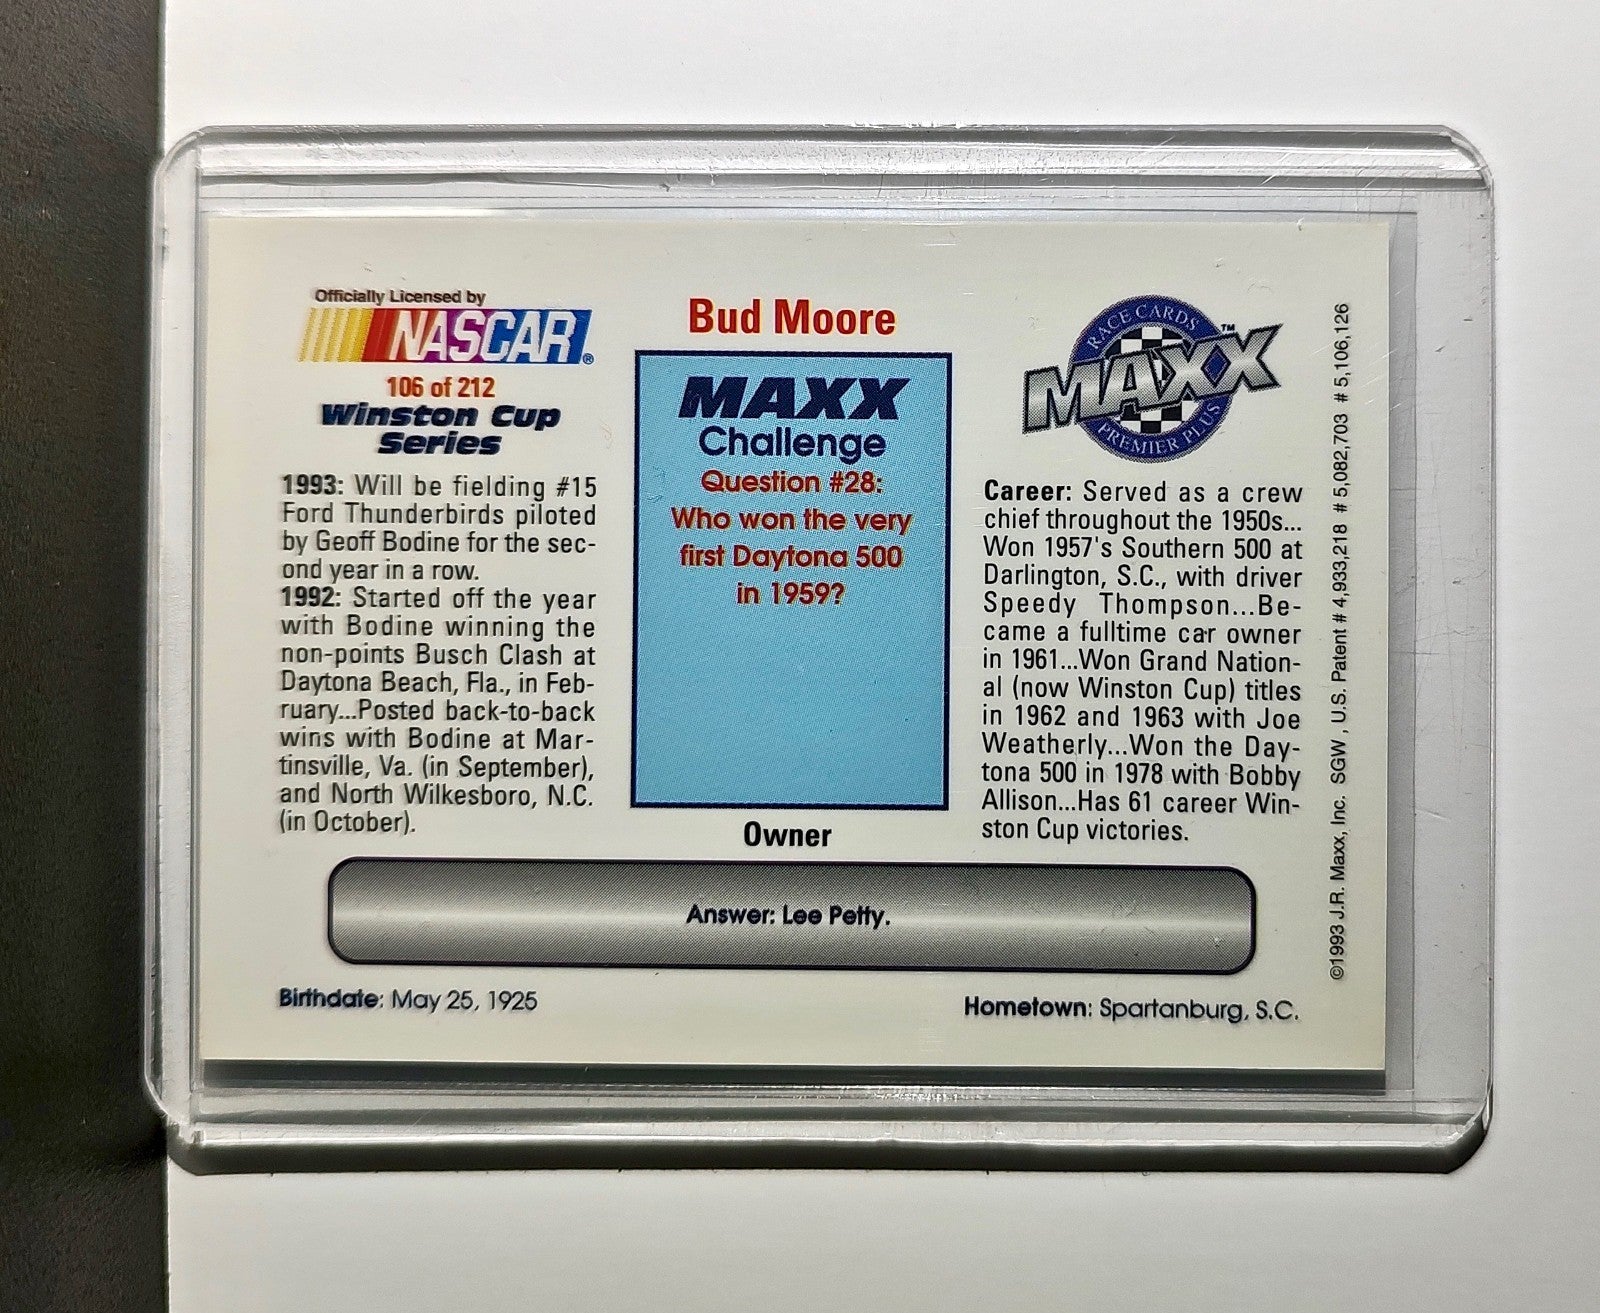 Officially Licensed by
NASCAR®
106 of 212
Winston Cup
Series
1993: Will be fielding #15
Ford Thunderbirds piloted
by Geoff Bodine for the sec-
ond year in a row.
1992: Started off the year
with Bodine winning the
non-points Busch Clash at
Daytona Beach, Fla., in Feb-
ruary...Posted back-to-back
wins with Bodine at Mar-
tinsville, Va. (in September),
and North Wilkesboro, N.C.
(in October).
Bud Moore
MAXX
Challenge
Question #28:
Who won the very
first Daytona 500
in 1959?
Owner
RACE CARDS
MAXX™
PREMIER PLUS
Career: Served as a crew
chief throughout the 1950s...
Won 1957's Southern 500 at
Darlington, S.C., with driver
Speedy Thompson...Be-
came a fulltime car owner
in 1961...Won Grand Nation-
al (now Winston Cup) titles
in 1962 and 1963 with Joe
Weatherly...Won the Day-
tona 500 in 1978 with Bobby
Allison...Has 61 career Win-
ston Cup victories.
Answer: Lee Petty.
Birthdate: May 25, 1925
Hometown: Spartanburg, S.C.
©1993 J.R. Maxx, Inc. SGW, U.S. Patent # 4,933,218 # 5,082,703 # 5,106,126